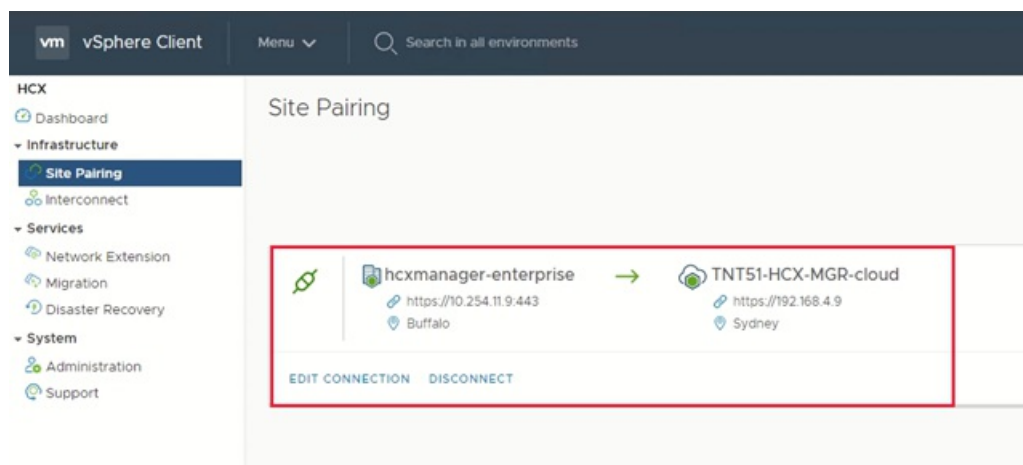 vm vSphere Client Menu Search in all environments
HCX
Dashboard
Infrastructure
Site Pairing
Interconnect
Services
Network Extension
Migration
Disaster Recovery
System
Administration
Support
Site Pairing
hcxmanager-enterprise → TNT51-HCX-MGR-cloud
https://10.254.11.9:443 https://192.168.4.9
Buffalo Sydney
EDIT CONNECTION DISCONNECT